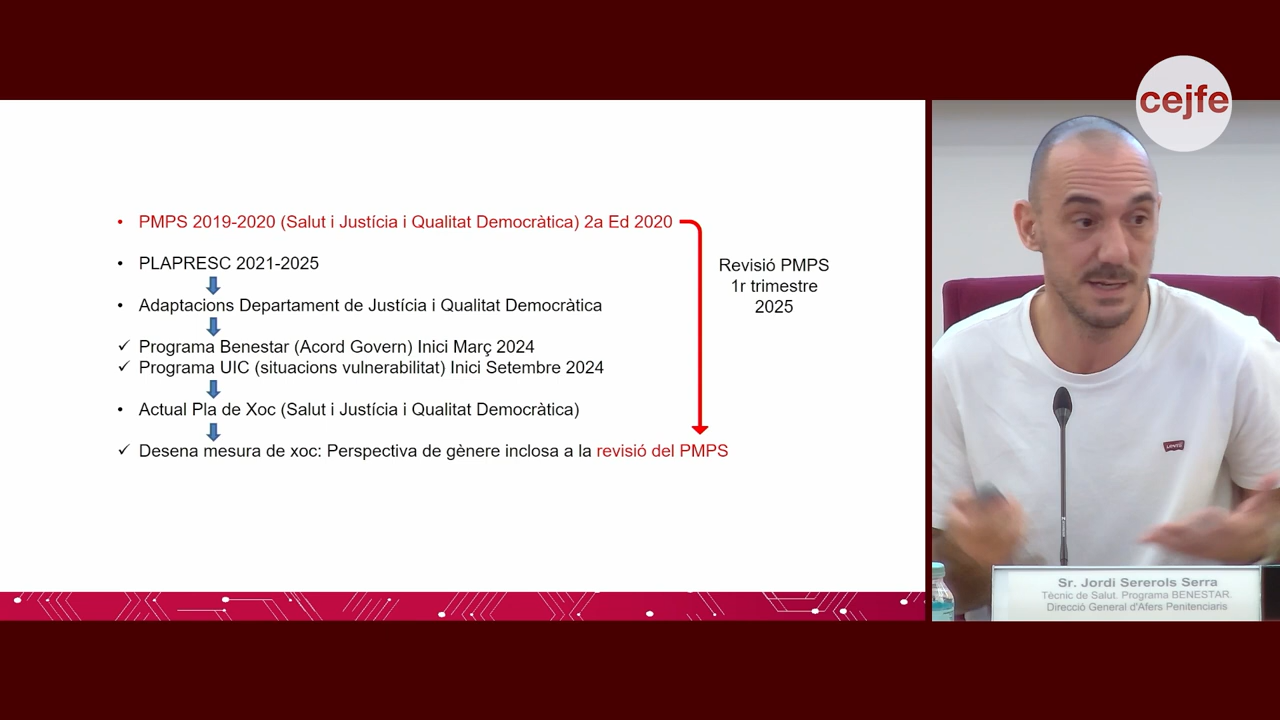 cejfe
• PMPS 2019-2020 (Salut i Justícia i Qualitat Democràtica) 2a Ed 2020
• PLAPRESC 2021-2025
• Adaptacions Departament de Justícia i Qualitat Democràtica
✓ Programa Benestar (Acord Govern) Inici Març 2024
✓ Programa UIC (situacions vulnerabilitat) Inici Setembre 2024
• Actual Pla de Xoc (Salut i Justícia i Qualitat Democràtica)
✓ Desena mesura de xoc: Perspectiva de gènere inclosa a la revisió del PMPS
Revisió PMPS
1r trimestre
2025
Levi's
Sr. Jordi Sererols Serra
Tècnic de Salut. Programa BENESTAR.
Direcció General d'Afers Penitenciaris